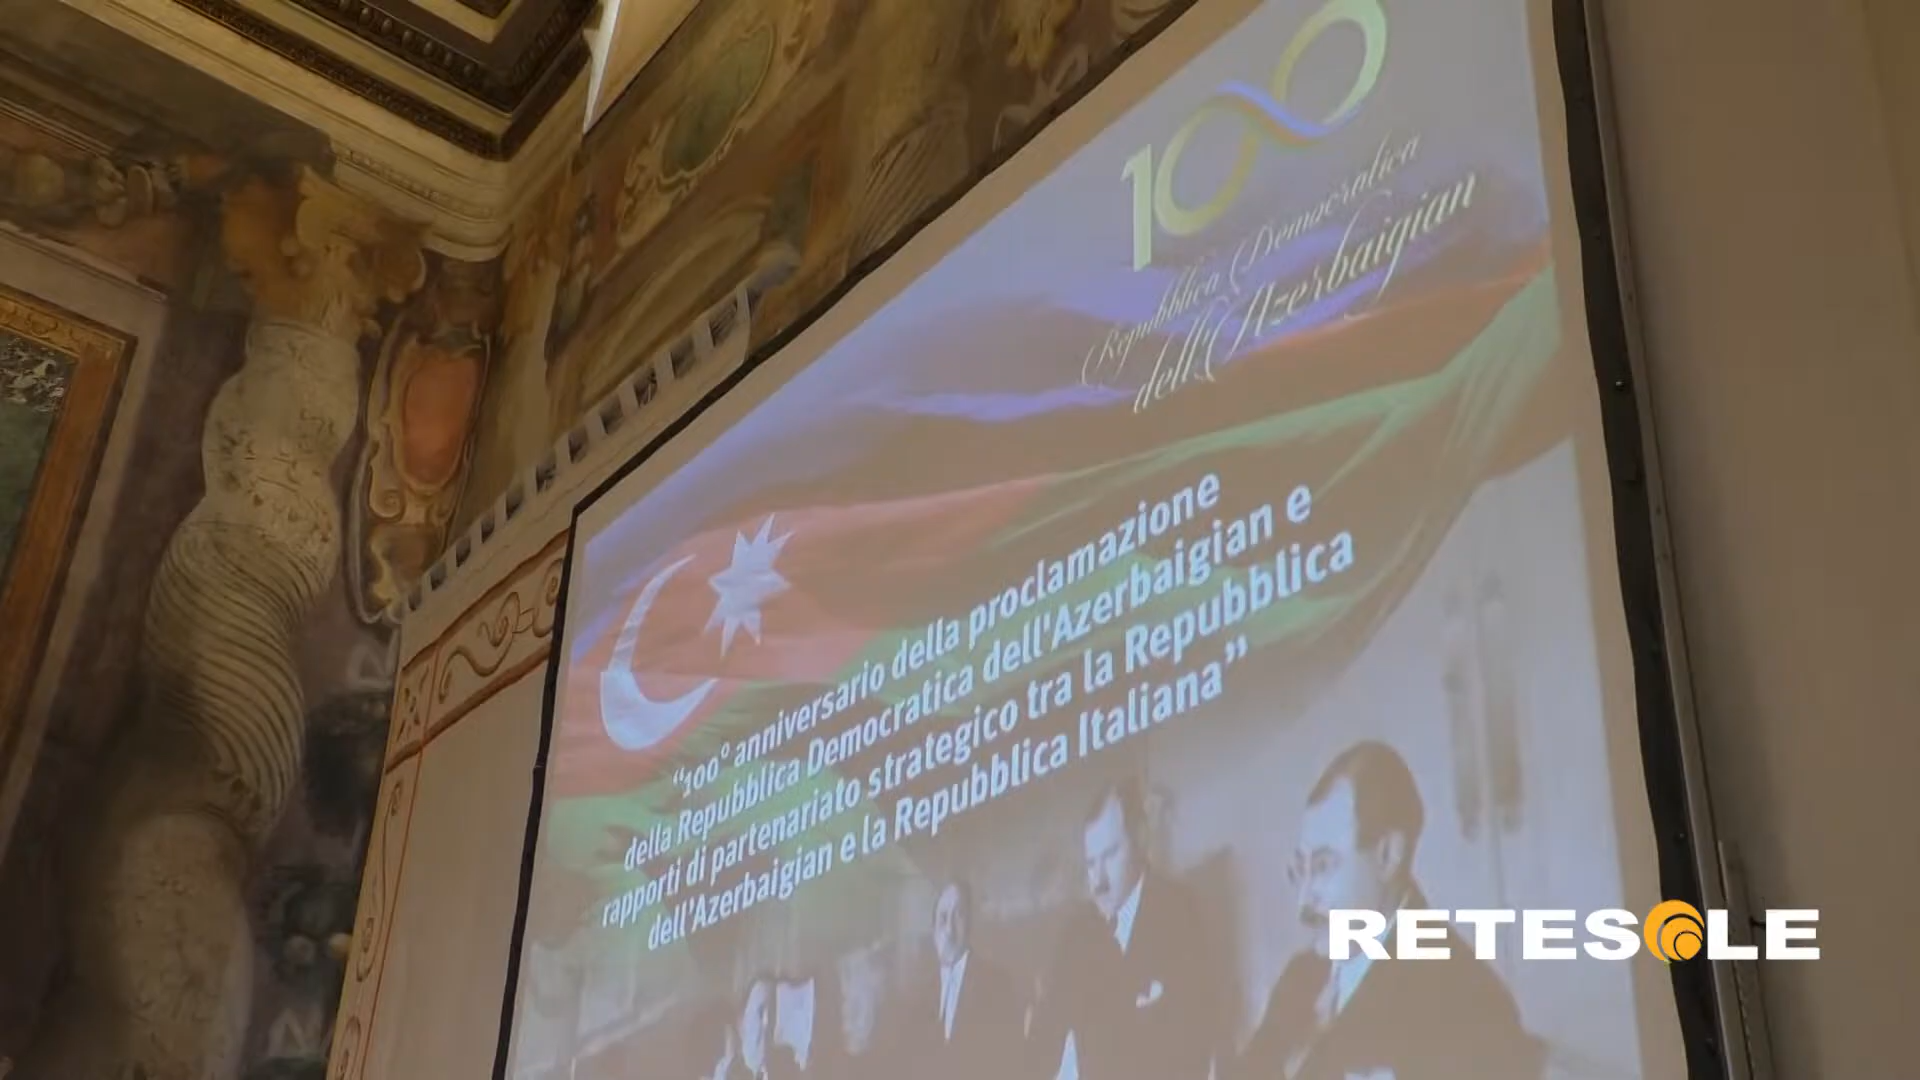 100
Repubblica Democratica
dell'Azerbaigian
“100° anniversario della proclamazione
della Repubblica Democratica dell'Azerbaigian e
rapporti di partenariato strategico tra la Repubblica
dell'Azerbaigian e la Repubblica Italiana”
RETESOLE